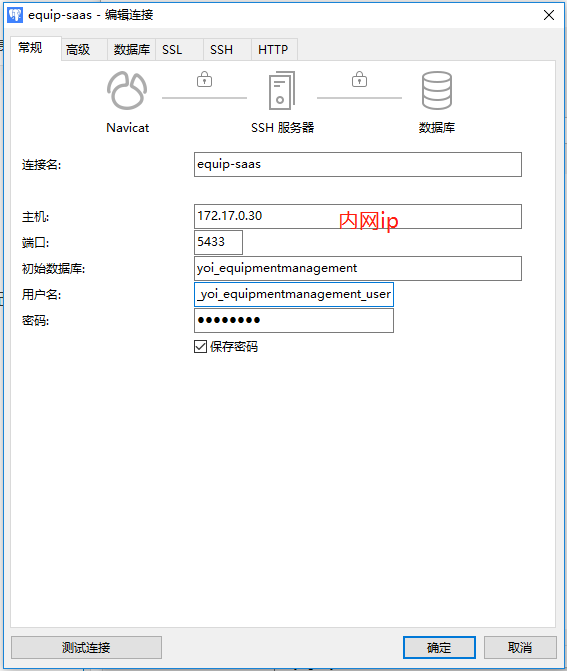 equip-saas - 编辑连接
常规 高级 数据库 SSL SSH HTTP
Navicat SSH 服务器 数据库
连接名: equip-saas
主机: 172.17.0.30 内网ip
端口: 5433
初始数据库: yoi_equipmentmanagement
用户名: _yoi_equipmentmanagement_user
密码: ●●●●●●●●
保存密码
测试连接 确定 取消